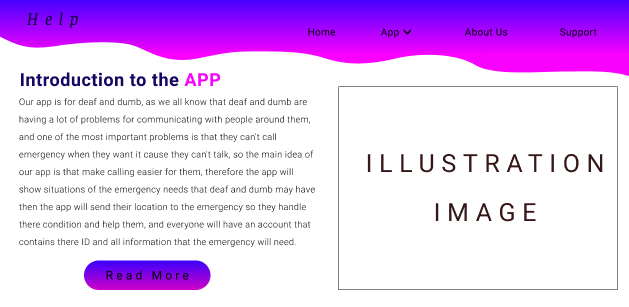 Help
Home App About Us Support
Introduction to the APP
Our app is for deaf and dumb, as we all know that deaf and dumb are
having a lot of problems for communicating with people around them,
and one of the most important problems is that they can't call
emergency when they want it cause they can't talk, so the main idea of
our app is that make calling easier for them, therefore the app will
show situations of the emergency needs that deaf and dumb may have
then the app will send their location to the emergency so they handle
there condition and help them, and everyone will have an account that
contains there ID and all information that the emergency will need.
Read More
ILLUSTRATION
IMAGE